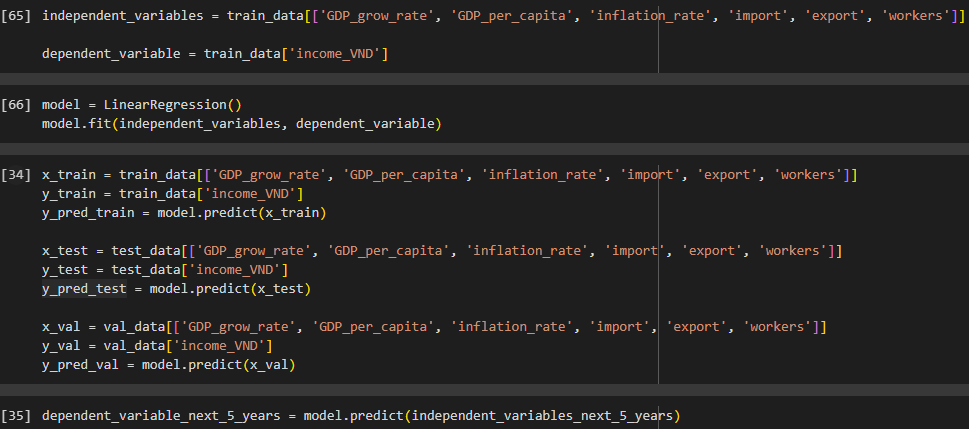 [65] independent_variables = train_data[['GDP_grow_rate', 'GDP_per_capita', 'inflation_rate', 'import', 'export', 'workers']]
dependent_variable = train_data['income_VND']
[66] model = LinearRegression()
model.fit(independent_variables, dependent_variable)
[34] x_train = train_data[['GDP_grow_rate', 'GDP_per_capita', 'inflation_rate', 'import', 'export', 'workers']]
y_train = train_data['income_VND']
y_pred_train = model.predict(x_train)
x_test = test_data[['GDP_grow_rate', 'GDP_per_capita', 'inflation_rate', 'import', 'export', 'workers']]
y_test = test_data['income_VND']
y_pred_test = model.predict(x_test)
x_val = val_data[['GDP_grow_rate', 'GDP_per_capita', 'inflation_rate', 'import', 'export', 'workers']]
y_val = val_data['income_VND']
y_pred_val = model.predict(x_val)
[35] dependent_variable_next_5_years = model.predict(independent_variables_next_5_years)